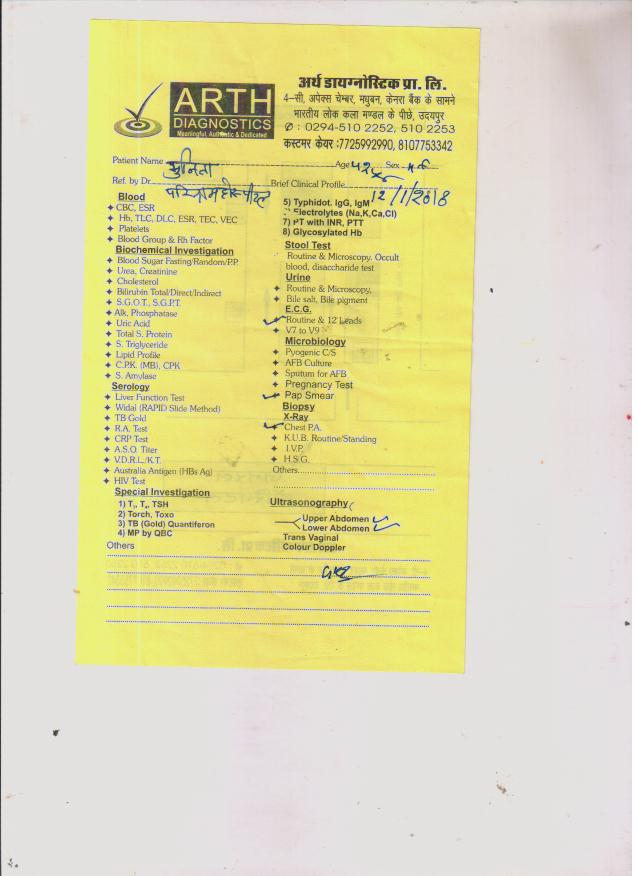 अर्थ डायग्नोस्टिक प्रा. लि.
ARTH
DIAGNOSTICS
Meaningful, Authentic & Dedicated
4-सी, अपेक्स चेम्बर, मधुबन, केनरा बैंक के सामने
भारतीय लोक कला मण्डल के पीछे, उदयपुर
✆ : 0294-510 2252, 510 2253
कस्टमर केयर :7725992990, 8107753342
Patient Name सुनिता Age 42 Sex
Ref. by Dr. Brief Clinical Profile 12/1/2018
Blood
CBC, ESR
Hb, TLC, DLC, ESR, TEC, VEC
Platelets
Blood Group & Rh Factor
Biochemical Investigation
Blood Sugar Fasting/Random/P.P
Urea, Creatinine
Cholesterol
Bilirubin Total/Direct/Indirect
S.G.O.T., S.G.P.T.
Alk, Phosphatase
Uric Acid
Total S. Protein
S. Triglyceride
Lipid Profile
C.P.K. (MB), CPK
S. Amylase
Serology
Liver Function Test
Widal (RAPID Slide Method)
TB Gold
R.A. Test
CRP Test
A.S.O. Titer
V.D.R.L./K.T.
Australia Antigen (HBs Ag)
HIV Test
Special Investigation
1) T₃, T₄, TSH
2) Torch, Toxo
3) TB (Gold) Quantiferon
4) MP by QBC
Others
5) Typhidot. IgG, IgM
Electrolytes (Na,K,Ca,Cl)
7) PT with INR, PTT
8) Glycosylated Hb
Stool Test
Routine & Microscopy. Occult
blood, disaccharide test
Urine
Routine & Microscopy.
Bile salt, Bile pigment
E.C.G.
Routine & 12 Leads
V7 to V9
Microbiology
Pyogenic C/S
AFB Culture
Sputum for AFB
Pregnancy Test
Pap Smear
Biopsy
X-Ray
Chest P.A.
K.U.B. Routine/Standing
I.V.P.
H.S.G.
Others
Ultrasonography
Upper Abdomen
Lower Abdomen
Trans Vaginal
Colour Doppler